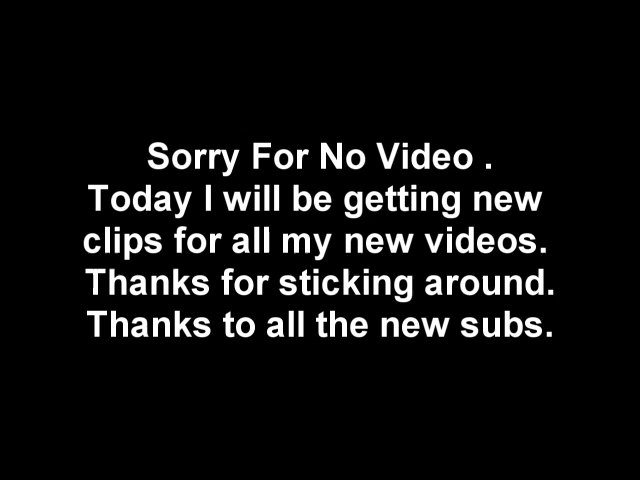 Sorry For No Video .
Today I will be getting new
clips for all my new videos.
Thanks for sticking around.
Thanks to all the new subs.